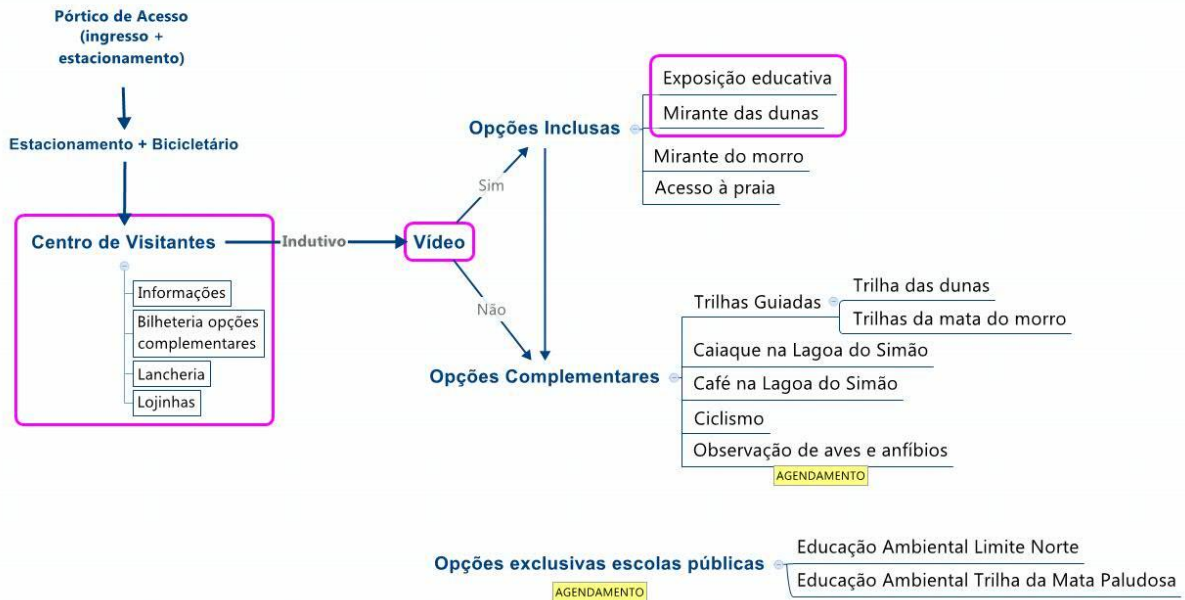 Pórtico de Acesso
(ingresso +
estacionamento)
Estacionamento + Bicicletário
Centro de Visitantes
Informações
Bilheteria opções
complementares
Lancheria
Lojinhas
Indutivo
Vídeo
Sim
Não
Opções Inclusas
Exposição educativa
Mirante das dunas
Mirante do morro
Acesso à praia
Opções Complementares
Trilhas Guiadas
Trilha das dunas
Trilhas da mata do morro
Caiaque na Lagoa do Simão
Café na Lagoa do Simão
Ciclismo
Observação de aves e anfíbios
AGENDAMENTO
Opções exclusivas escolas públicas
AGENDAMENTO
Educação Ambiental Limite Norte
Educação Ambiental Trilha da Mata Paludosa